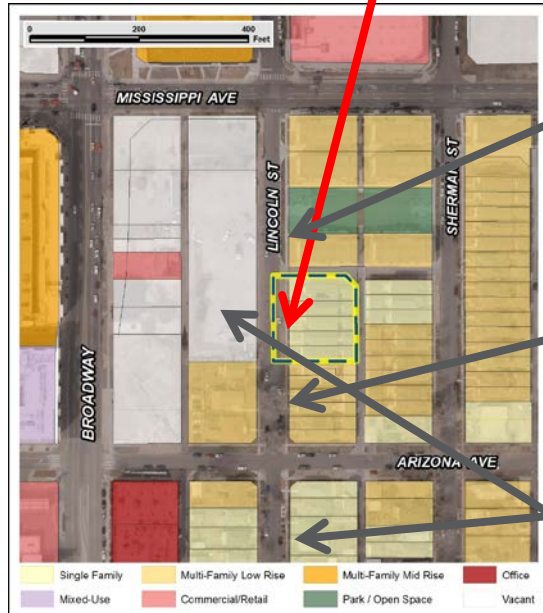 0 200 400
Feet
MISSISSIPPI AVE
LINCOLN ST
SHERMAN ST
BROADWAY
ARIZONA AVE
Single Family
Multi-Family Low Rise
Multi-Family Mid Rise
Office
Mixed-Use
Commercial/Retail
Park / Open Space
Vacant